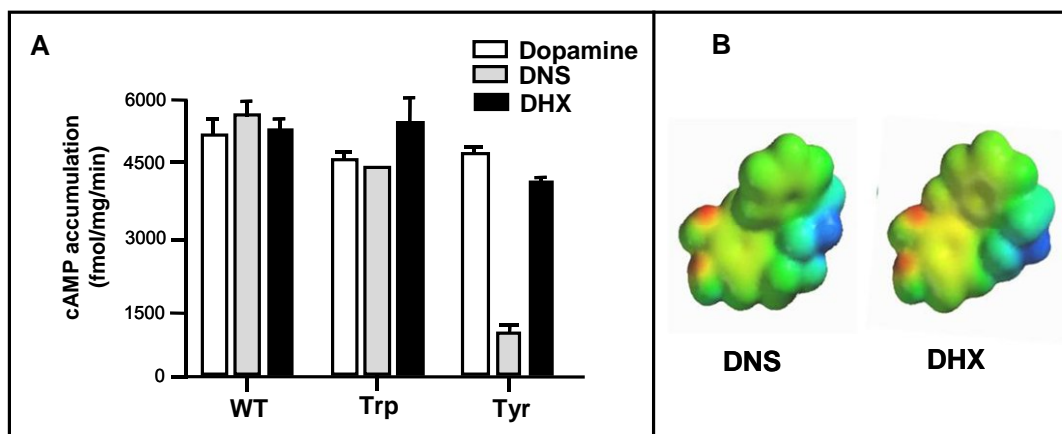 A
Dopamine
DNS
DHX
6000
4500
3000
1500
0
cAMP accumulation
(fmol/mg/min)
WT Trp Tyr
B
DNS DHX